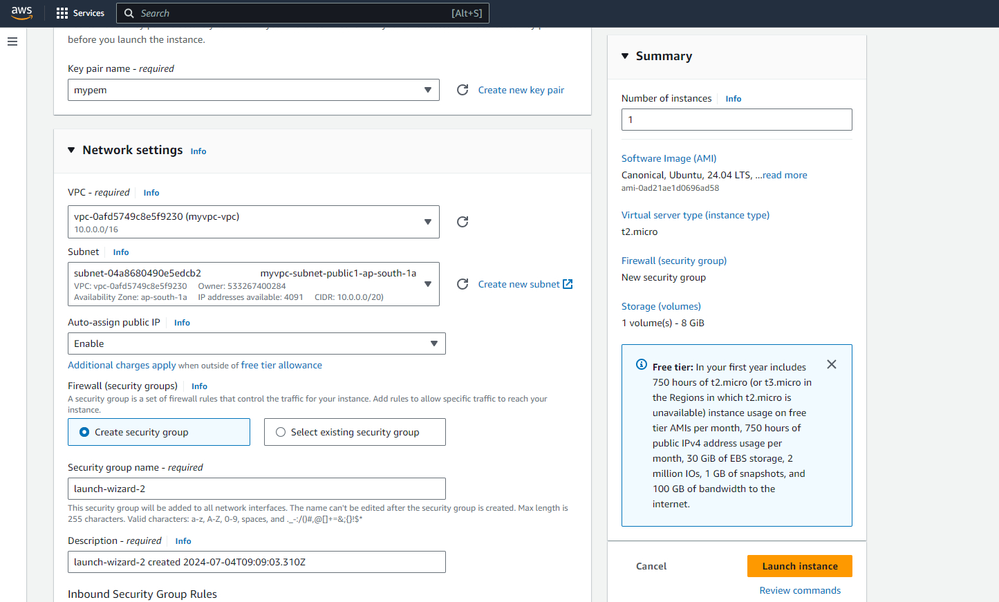 aws
Services
Search
[Alt+S]
before you launch the instance.
Key pair name - required
mypem
Create new key pair
Network settings Info
VPC - required Info
vpc-0afd5749c8e5f9230 (myvpc-vpc)
10.0.0.0/16
Subnet Info
subnet-04a8680490e5edcb2 myvpc-subnet-public1-ap-south-1a
VPC: vpc-0afd5749c8e5f9230 Owner: 533267400284
Availability Zone: ap-south-1a IP addresses available: 4091 CIDR: 10.0.0.0/20)
Create new subnet
Auto-assign public IP Info
Enable
Additional charges apply when outside of free tier allowance
Firewall (security groups) Info
A security group is a set of firewall rules that control the traffic for your instance. Add rules to allow specific traffic to reach your
instance.
Create security group
Select existing security group
Security group name - required
launch-wizard-2
This security group will be added to all network interfaces. The name can't be edited after the security group is created. Max length is
255 characters. Valid characters: a-z, A-Z, 0-9, spaces, and ._-:/()#,@[]+=&;{}!$*
Description - required Info
launch-wizard-2 created 2024-07-04T09:09:03.310Z
Inbound Security Group Rules
Summary
Number of instances Info
1
Software Image (AMI)
Canonical, Ubuntu, 24.04 LTS, ...read more
ami-0ad21ae1d0696ad58
Virtual server type (instance type)
t2.micro
Firewall (security group)
New security group
Storage (volumes)
1 volume(s) - 8 GiB
Free tier: In your first year includes
750 hours of t2.micro (or t3.micro in
the Regions in which t2.micro is
unavailable) instance usage on free
tier AMIs per month, 750 hours of
public IPv4 address usage per
month, 30 GiB of EBS storage, 2
million IOs, 1 GB of snapshots, and
100 GB of bandwidth to the
internet.
Cancel
Launch instance
Review commands